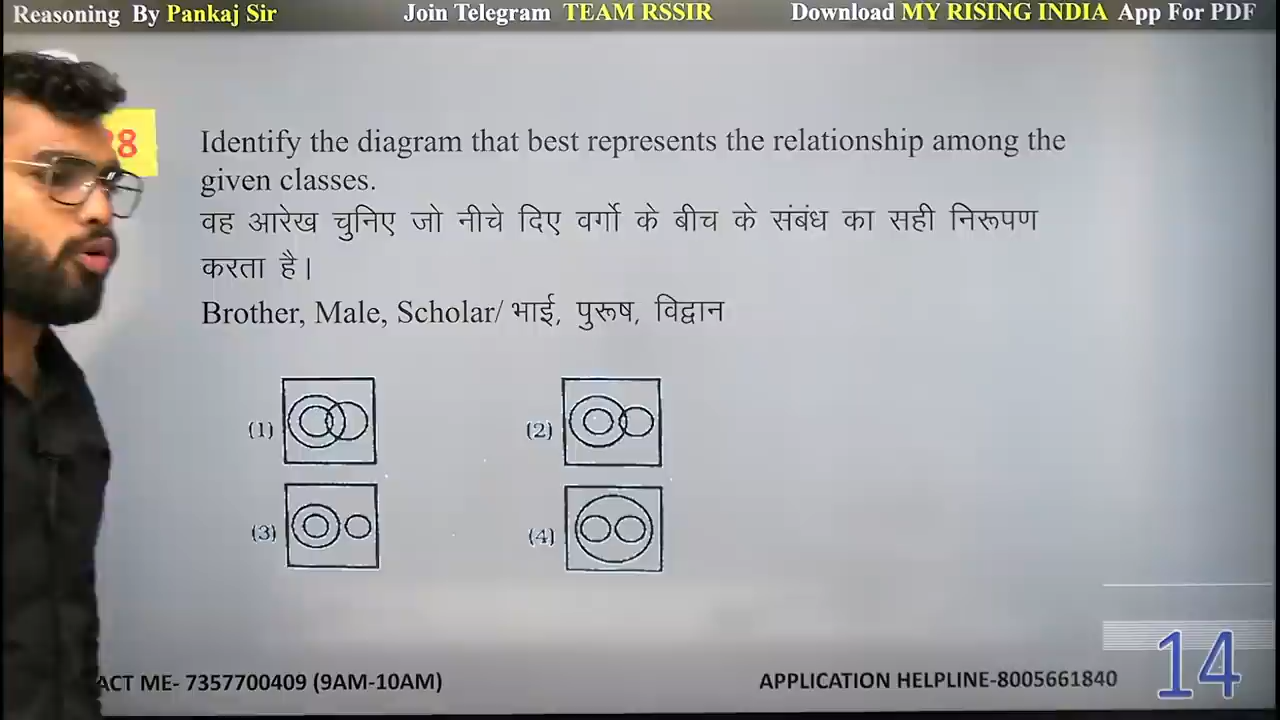 Reasoning By Pankaj Sir Join Telegram TEAM RSSIR Download MY RISING INDIA App For PDF
8
Identify the diagram that best represents the relationship among the
given classes.
वह आरेख चुनिए जो नीचे दिए वर्गो के बीच के संबंध का सही निरूपण
करता है।
Brother, Male, Scholar/ भाई, पुरूष, विद्वान
(1) (2)
(3) (4)
ACT ME- 7357700409 (9AM-10AM) APPLICATION HELPLINE-8005661840
14